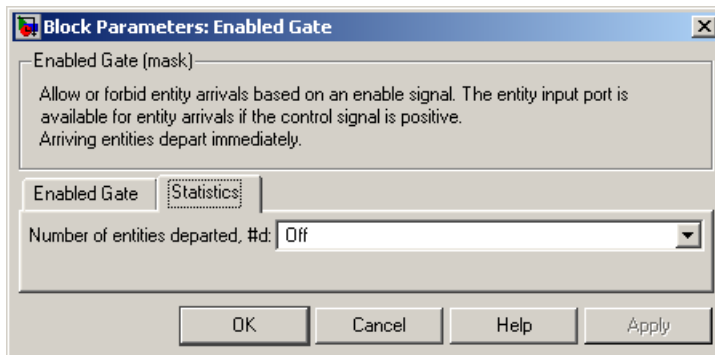 Block Parameters: Enabled Gate
Enabled Gate (mask)
Allow or forbid entity arrivals based on an enable signal. The entity input port is
available for entity arrivals if the control signal is positive.
Arriving entities depart immediately.
Enabled Gate Statistics
Number of entities departed, #d: Off
OK Cancel Help Apply